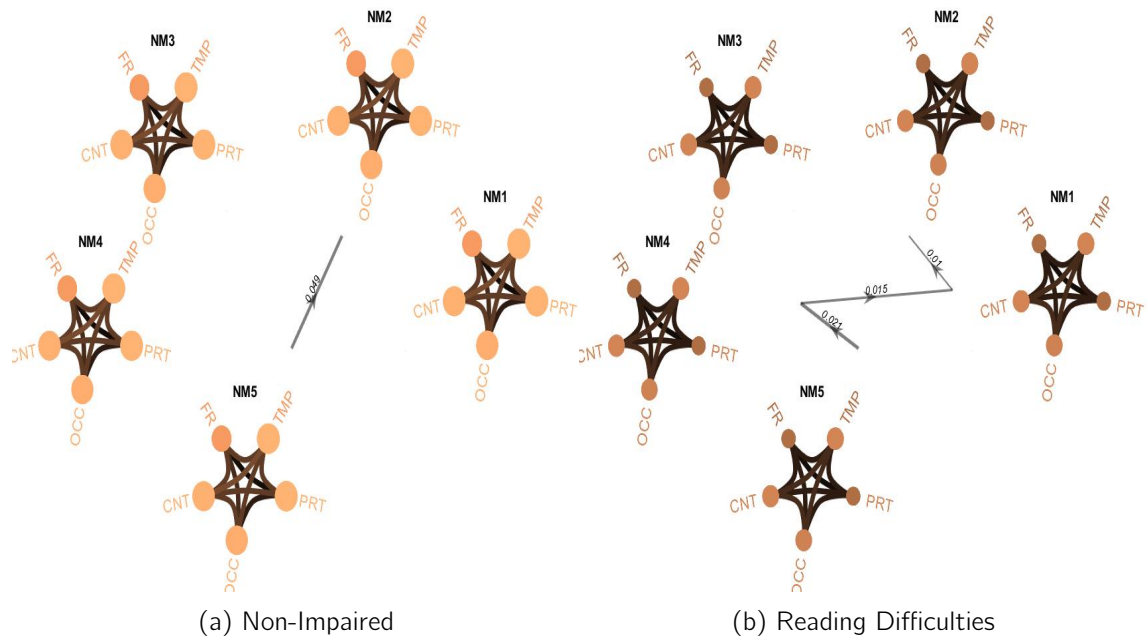 NM2
NM3
FR
TMP
FR
TMP
CNT
PRT
CNT
PRT
OCC
NM1
OCC
FR
TMP
NM4
FR
TMP
CNT
PRT
0.049
CNT
PRT
OCC
OCC
NM5
FR
TMP
CNT
PRT
OCC
(a) Non-Impaired
NM2
NM3
FR
TMP
FR
TMP
CNT
PRT
CNT
PRT
OCC
NM1
OCC
FR
TMP
NM4
FR
TMP
0.01
CNT
PRT
0.015
0.021
CNT
PRT
OCC
OCC
NM5
FR
TMP
CNT
PRT
OCC
(b) Reading Difficulties